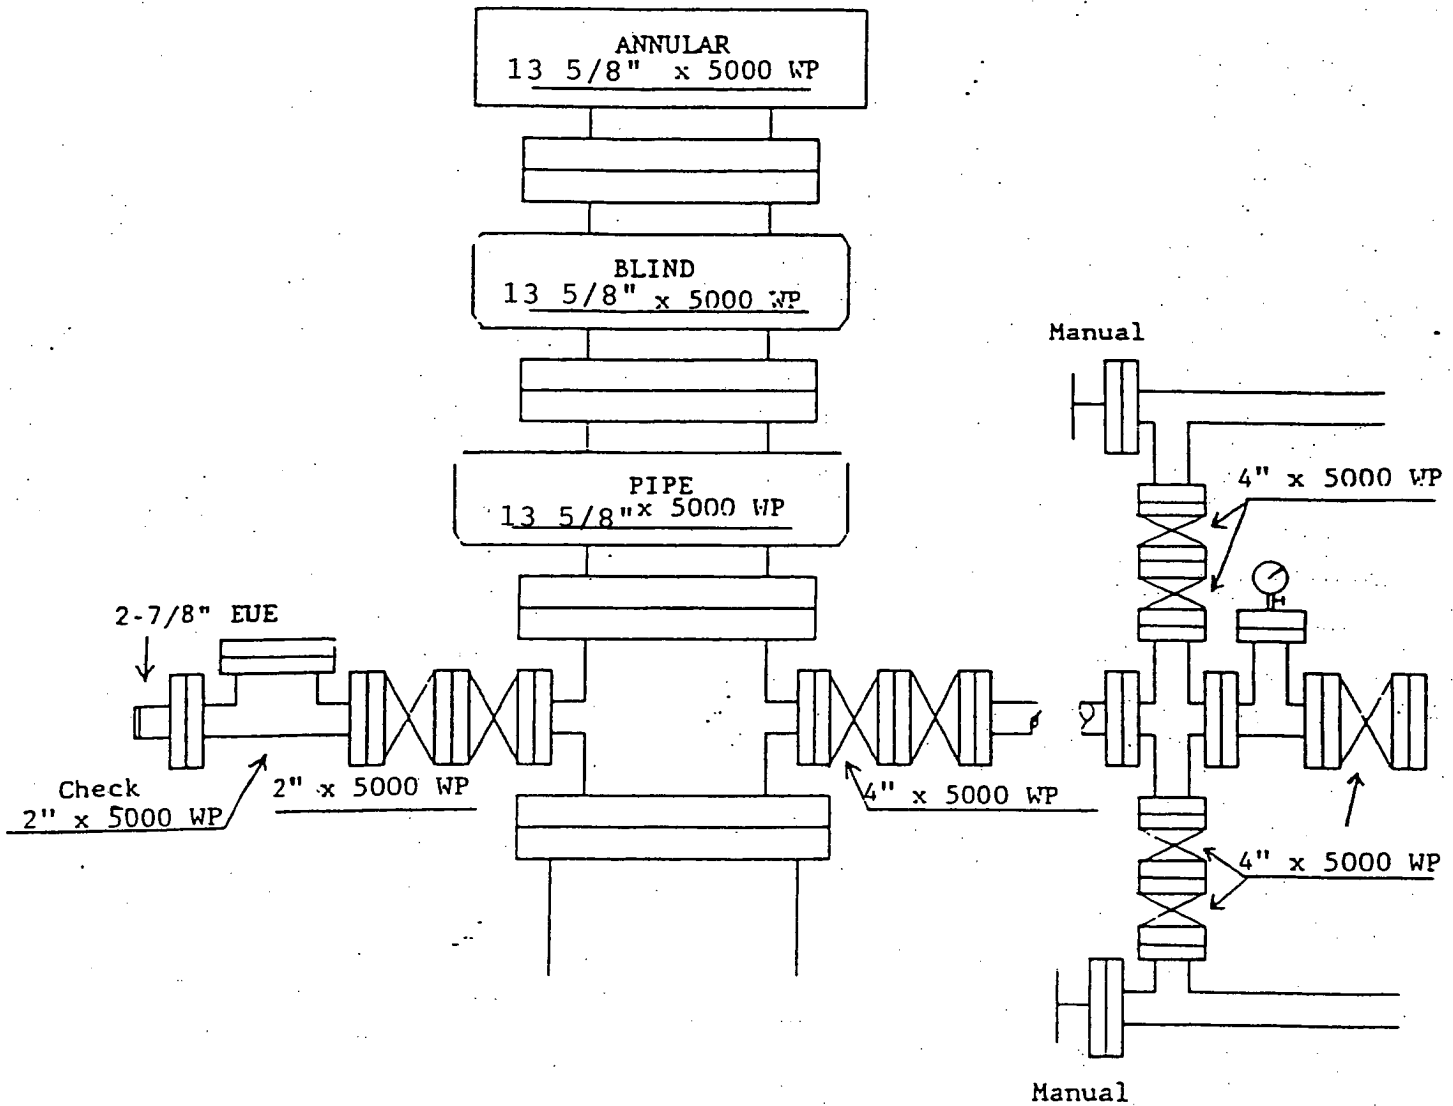 ANNULAR
13 5/8" x 5000 WP
BLIND
13 5/8" x 5000 WP
PIPE
13 5/8" x 5000 WP
Manual
4" x 5000 WP
2-7/8" EUE
Check
2" x 5000 WP
2" x 5000 WP
4" x 5000 WP
4" x 5000 WP
Manual